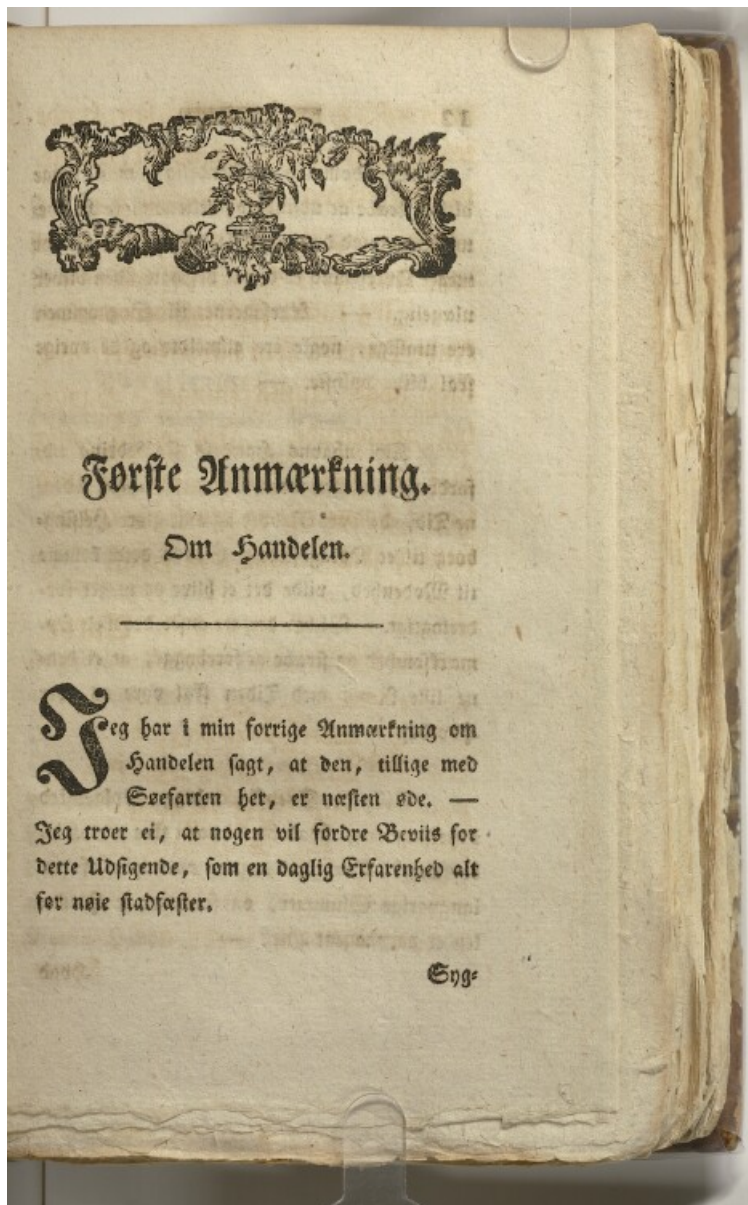 Første Anmærkning.
Om Handelen.
Jeg har i min forrige Anmærkning om
Handelen sagt, at den, tillige med
Søefarten her, er næsten øde. —
Jeg troer ei, at nogen vil fordre Beviis for
dette Udsigende, som en daglig Erfarenhed alt
før nøie stadfæster.
Syg-